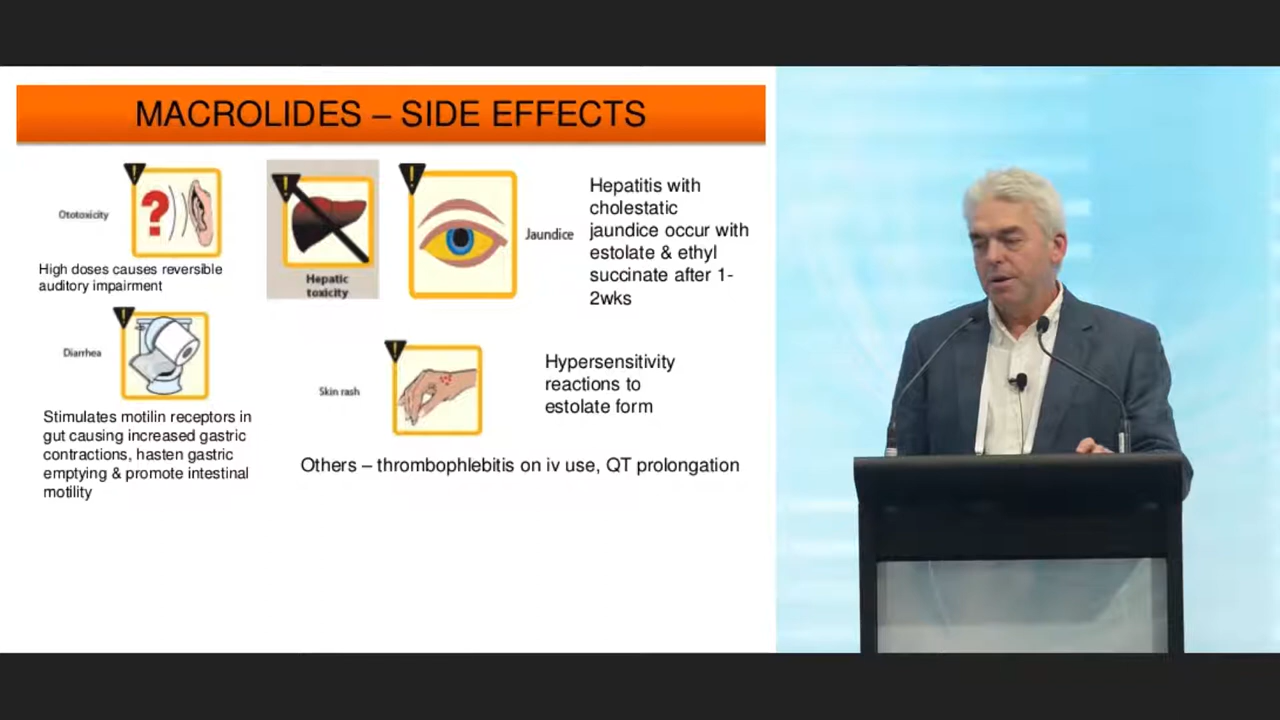 MACROLIDES – SIDE EFFECTS
Ototoxicity
High doses causes reversible
auditory impairment
Hepatic
toxicity
Jaundice
Hepatitis with
cholestatic
jaundice occur with
estolate & ethyl
succinate after 1-
2wks
Diarrhea
Stimulates motilin receptors in
gut causing increased gastric
contractions, hasten gastric
emptying & promote intestinal
motility
Skin rash
Hypersensitivity
reactions to
estolate form
Others – thrombophlebitis on iv use, QT prolongation